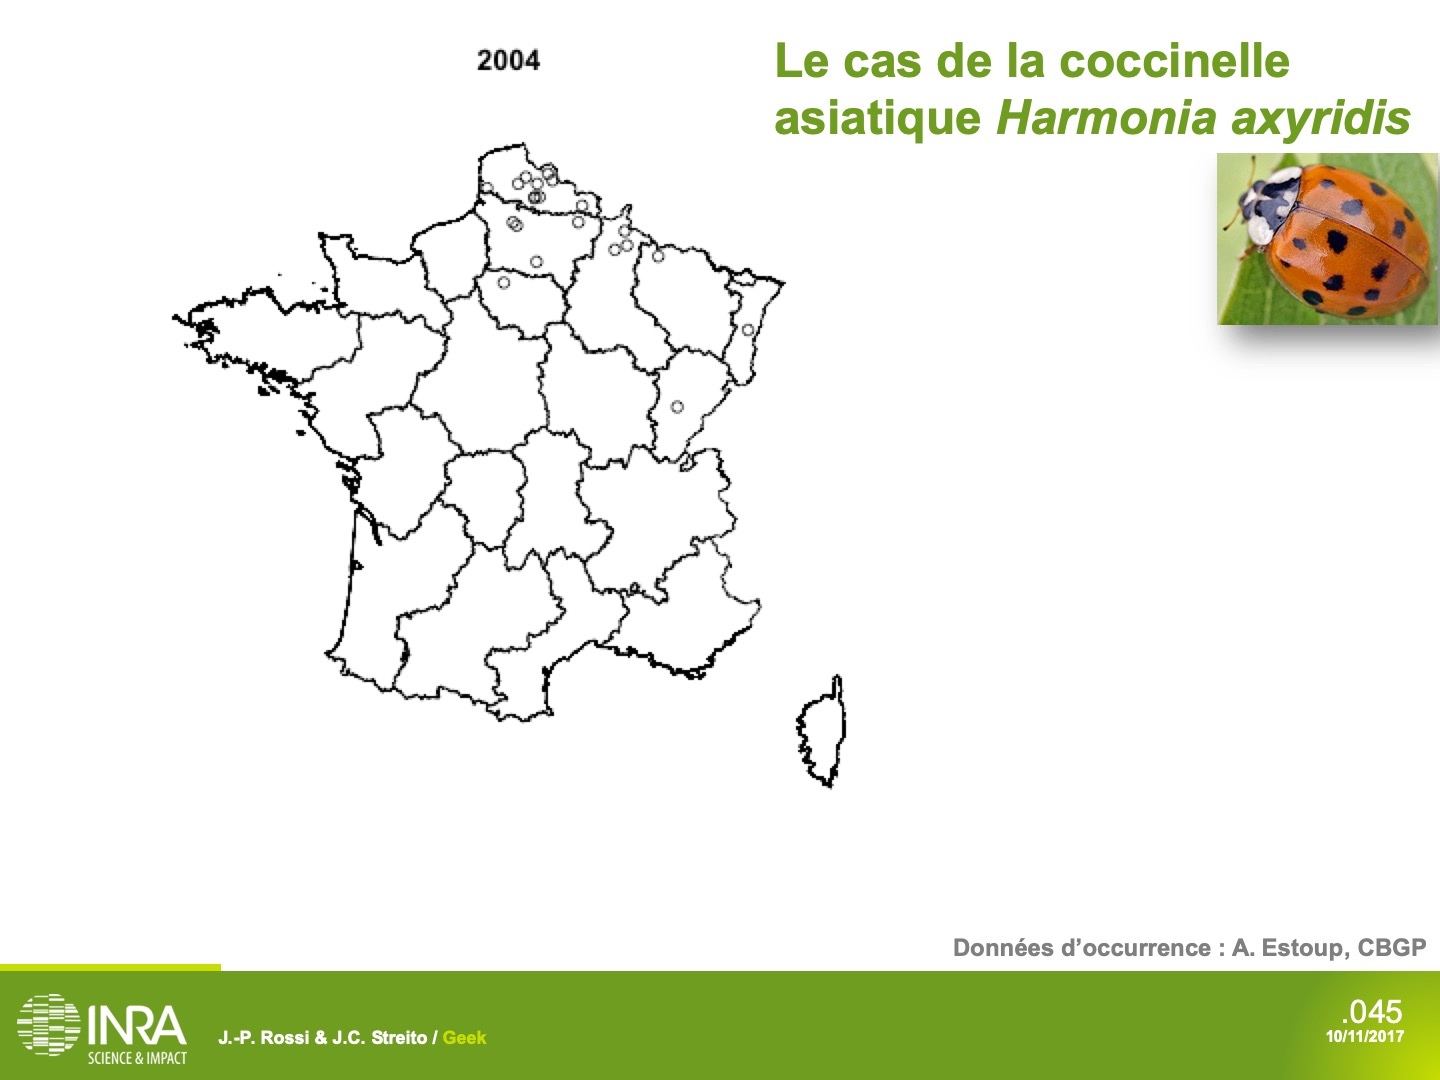 2004
Le cas de la coccinelle
asiatique Harmonia axyridis
Données d’occurrence : A. Estoup, CBGP
INRA
SCIENCE & IMPACT
J.-P. Rossi & J.C. Streito / Geek
.045
10/11/2017